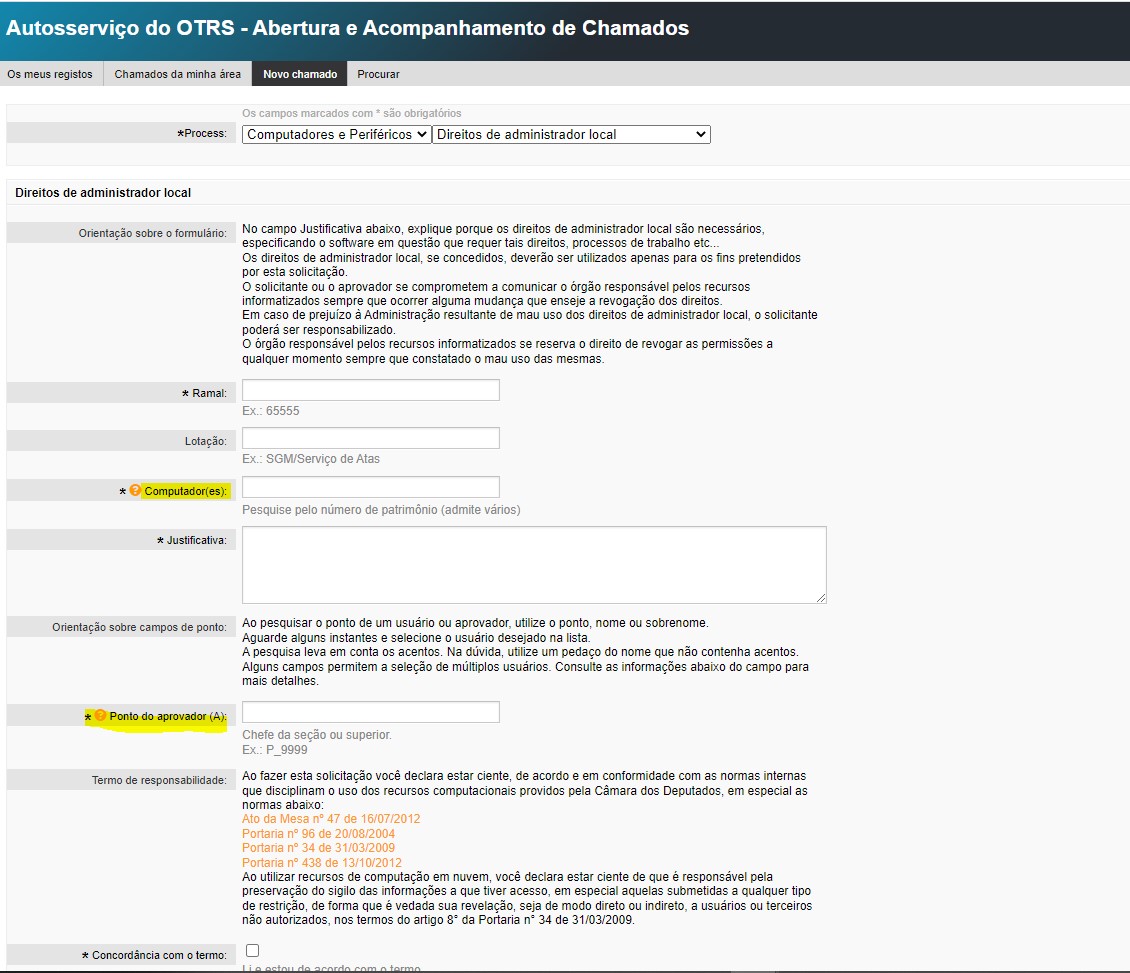 Autosserviço do OTRS - Abertura e Acompanhamento de Chamados
Os meus registos
Chamados da minha área
Novo chamado
Procurar
Os campos marcados com * são obrigatórios
*Process:
Computadores e Periféricos
Direitos de administrador local
Direitos de administrador local
Orientação sobre o formulário:
No campo Justificativa abaixo, explique porque os direitos de administrador local são necessários,
especificando o software em questão que requer tais direitos, processos de trabalho etc...
Os direitos de administrador local, se concedidos, deverão ser utilizados apenas para os fins pretendidos
por esta solicitação.
O solicitante ou o aprovador se comprometem a comunicar o órgão responsável pelos recursos
informatizados sempre que ocorrer alguma mudança que enseje a revogação dos direitos.
Em caso de prejuízo à Administração resultante de mau uso dos direitos de administrador local, o solicitante
poderá ser responsabilizado.
O órgão responsável pelos recursos informatizados se reserva o direito de revogar as permissões a
qualquer momento sempre que constatado o mau uso das mesmas.
* Ramal:
Ex.: 65555
Lotação:
Ex.: SGM/Serviço de Atas
* ? Computador(es):
Pesquise pelo número de patrimônio (admite vários)
* Justificativa:
Orientação sobre campos de ponto:
Ao pesquisar o ponto de um usuário ou aprovador, utilize o ponto, nome ou sobrenome.
Aguarde alguns instantes e selecione o usuário desejado na lista.
A pesquisa leva em conta os acentos. Na dúvida, utilize um pedaço do nome que não contenha acentos.
Alguns campos permitem a seleção de múltiplos usuários. Consulte as informações abaixo do campo para
mais detalhes.
* ? Ponto do aprovador (A):
Chefe da seção ou superior.
Ex.: P_9999
Termo de responsabilidade:
Ao fazer esta solicitação você declara estar ciente, de acordo e em conformidade com as normas internas
que disciplinam o uso dos recursos computacionais providos pela Câmara dos Deputados, em especial as
normas abaixo:
Ato da Mesa nº 47 de 16/07/2012
Portaria nº 96 de 20/08/2004
Portaria nº 34 de 31/03/2009
Portaria nº 438 de 13/10/2012
Ao utilizar recursos de computação em nuvem, você declara estar ciente de que é responsável pela
preservação do sigilo das informações a que tiver acesso, em especial aquelas submetidas a qualquer tipo
de restrição, de forma que é vedada sua revelação, seja de modo direto ou indireto, a usuários ou terceiros
não autorizados, nos termos do artigo 8° da Portaria n° 34 de 31/03/2009.
* Concordância com o termo:
Li e estou de acordo com o termo